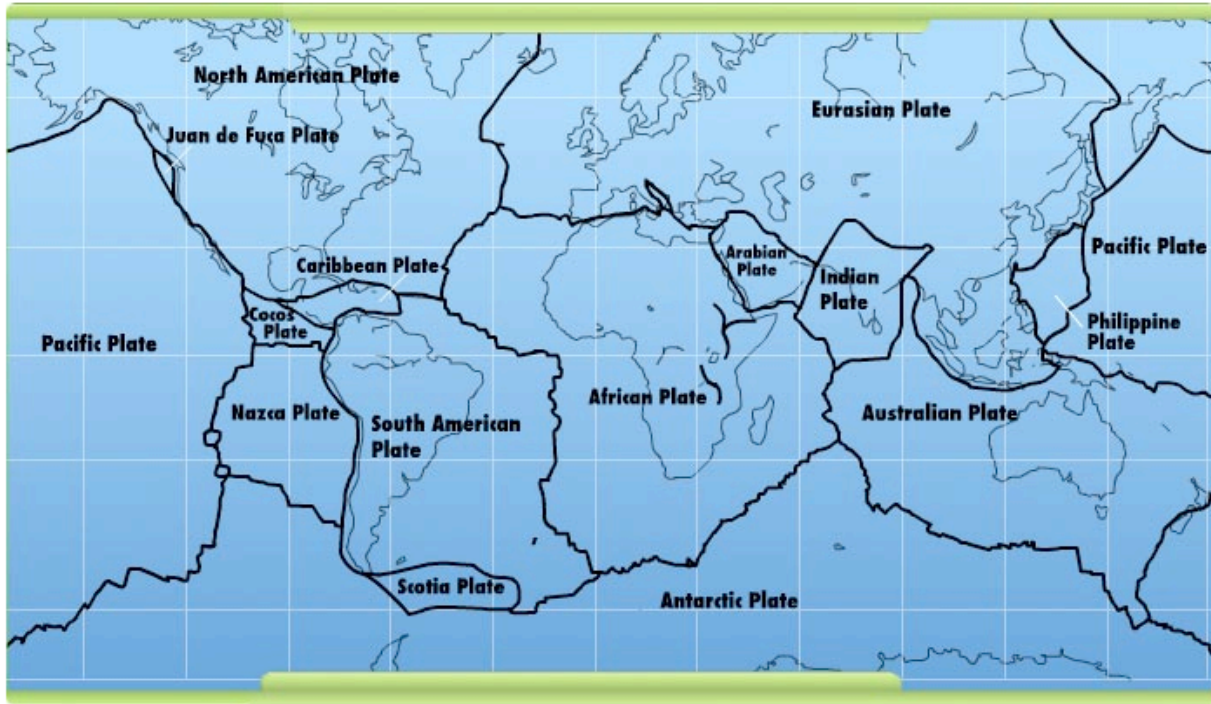 North American Plate
Eurasian Plate
Juan de Fuca Plate
Caribbean Plate
Arabian
Plate
Pacific Plate
Indian
Plate
Cocos
Plate
Philippine
Plate
Pacific Plate
Nazca Plate
South American
Plate
African Plate
Australian Plate
Scotia Plate
Antarctic Plate